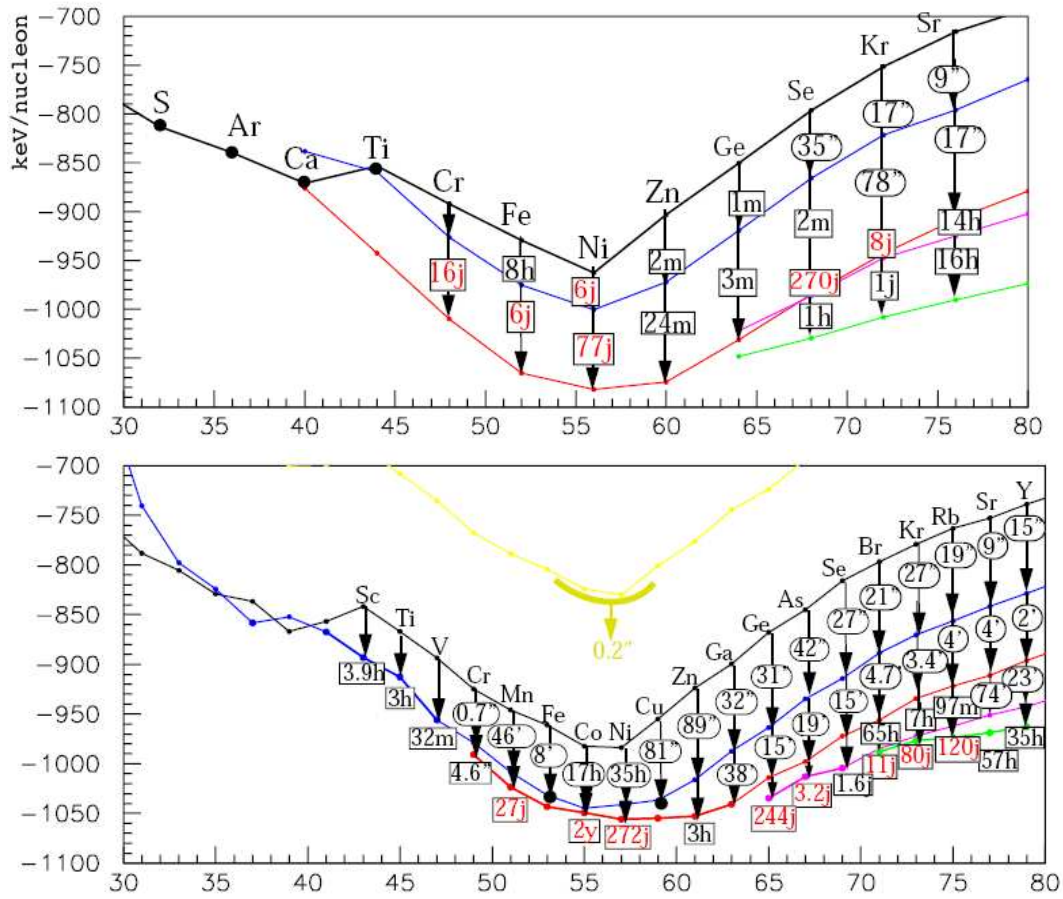 keV/nucleon
-700
-750
-800
-850
-900
-950
-1000
-1050
-1100
S
Ar
Ca
Ti
Cr
Fe
Ni
Zn
Ge
Se
Kr
Sr
16j
8h
6j
6j
77j
2m
24m
1m
3m
35"
2m
270j
1h
17"
78"
8j
1j
9"
17"
14h
16h
30 35 40 45 50 55 60 65 70 75 80
-700
-750
-800
-850
-900
-950
-1000
-1050
-1100
Sc
Ti
V
Cr
Mn
Fe
Co
Ni
Cu
Zn
Ga
Ge
As
Se
Br
Kr
Rb
Sr
Y
0.2"
3.9h
3h
32m
0.7"
4.6"
46'
27j
8'
17h
2y
35h
272j
81"
89"
3h
32"
38'
31"
15'
244j
42"
19'
3.2j
27"
15'
1.6j
21"
4.7'
65h
11j
27"
3.4'
7h
80j
19"
4'
97m
120j
9"
4'
74'
57h
15"
2'
23'
35h
30 35 40 45 50 55 60 65 70 75 80